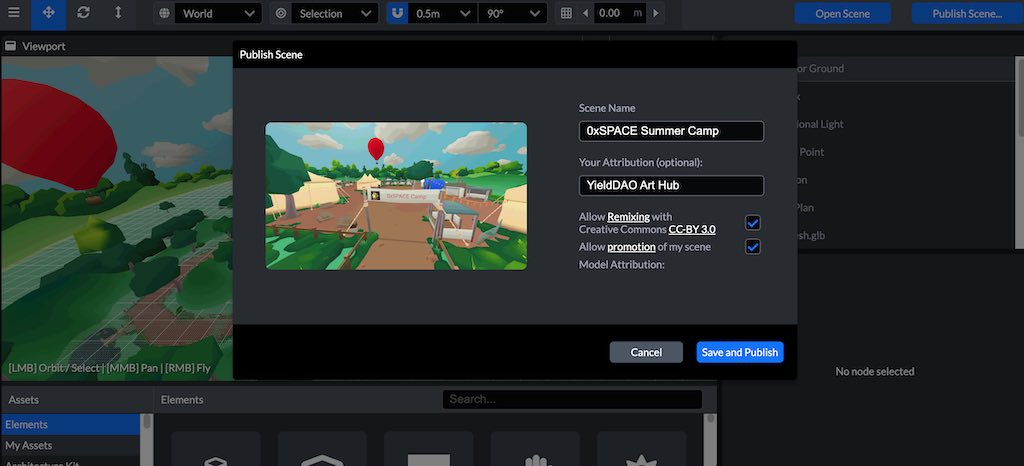 World
Selection
0.5m
90°
0.00 m
Open Scene
Publish Scene...
Viewport
Publish Scene
or Ground
Scene Name
0xSPACE Summer Camp
ional Light
Your Attribution (optional):
Point
YieldDAO Art Hub
0xSPACE Camp
Plan
Allow Remixing with
Creative Commons CC-BY 3.0
esh.glb
Allow promotion of my scene
Model Attribution:
Cancel
Save and Publish
[LMB] Orbit / Select | [MMB] Pan | [RMB] Fly
No node selected
Assets
Elements
Search...
Elements
My Assets
Architecture Kit